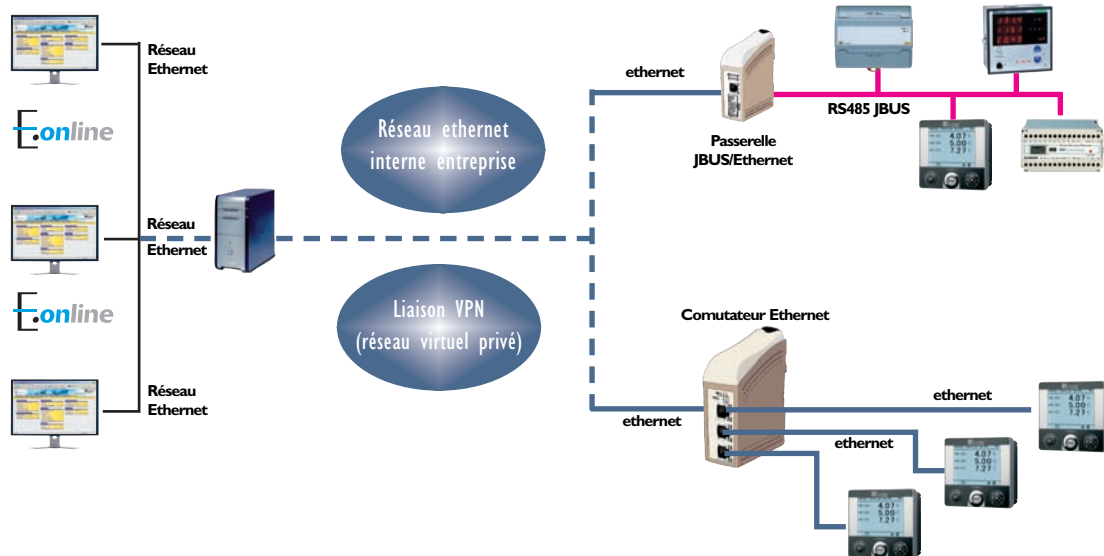 Réseau
Ethernet
E.online
Réseau
Ethernet
E.online
Réseau
Ethernet
Réseau ethernet
interne entreprise
Liaison VPN
(réseau virtuel privé)
ethernet
Passerelle
JBUS/Ethernet
RS485 JBUS
4.07
5.00
7.27
Comutateur Ethernet
ethernet
ethernet
4.07
5.00
7.27
ethernet
4.07
5.00
7.27
4.07
5.00
7.27